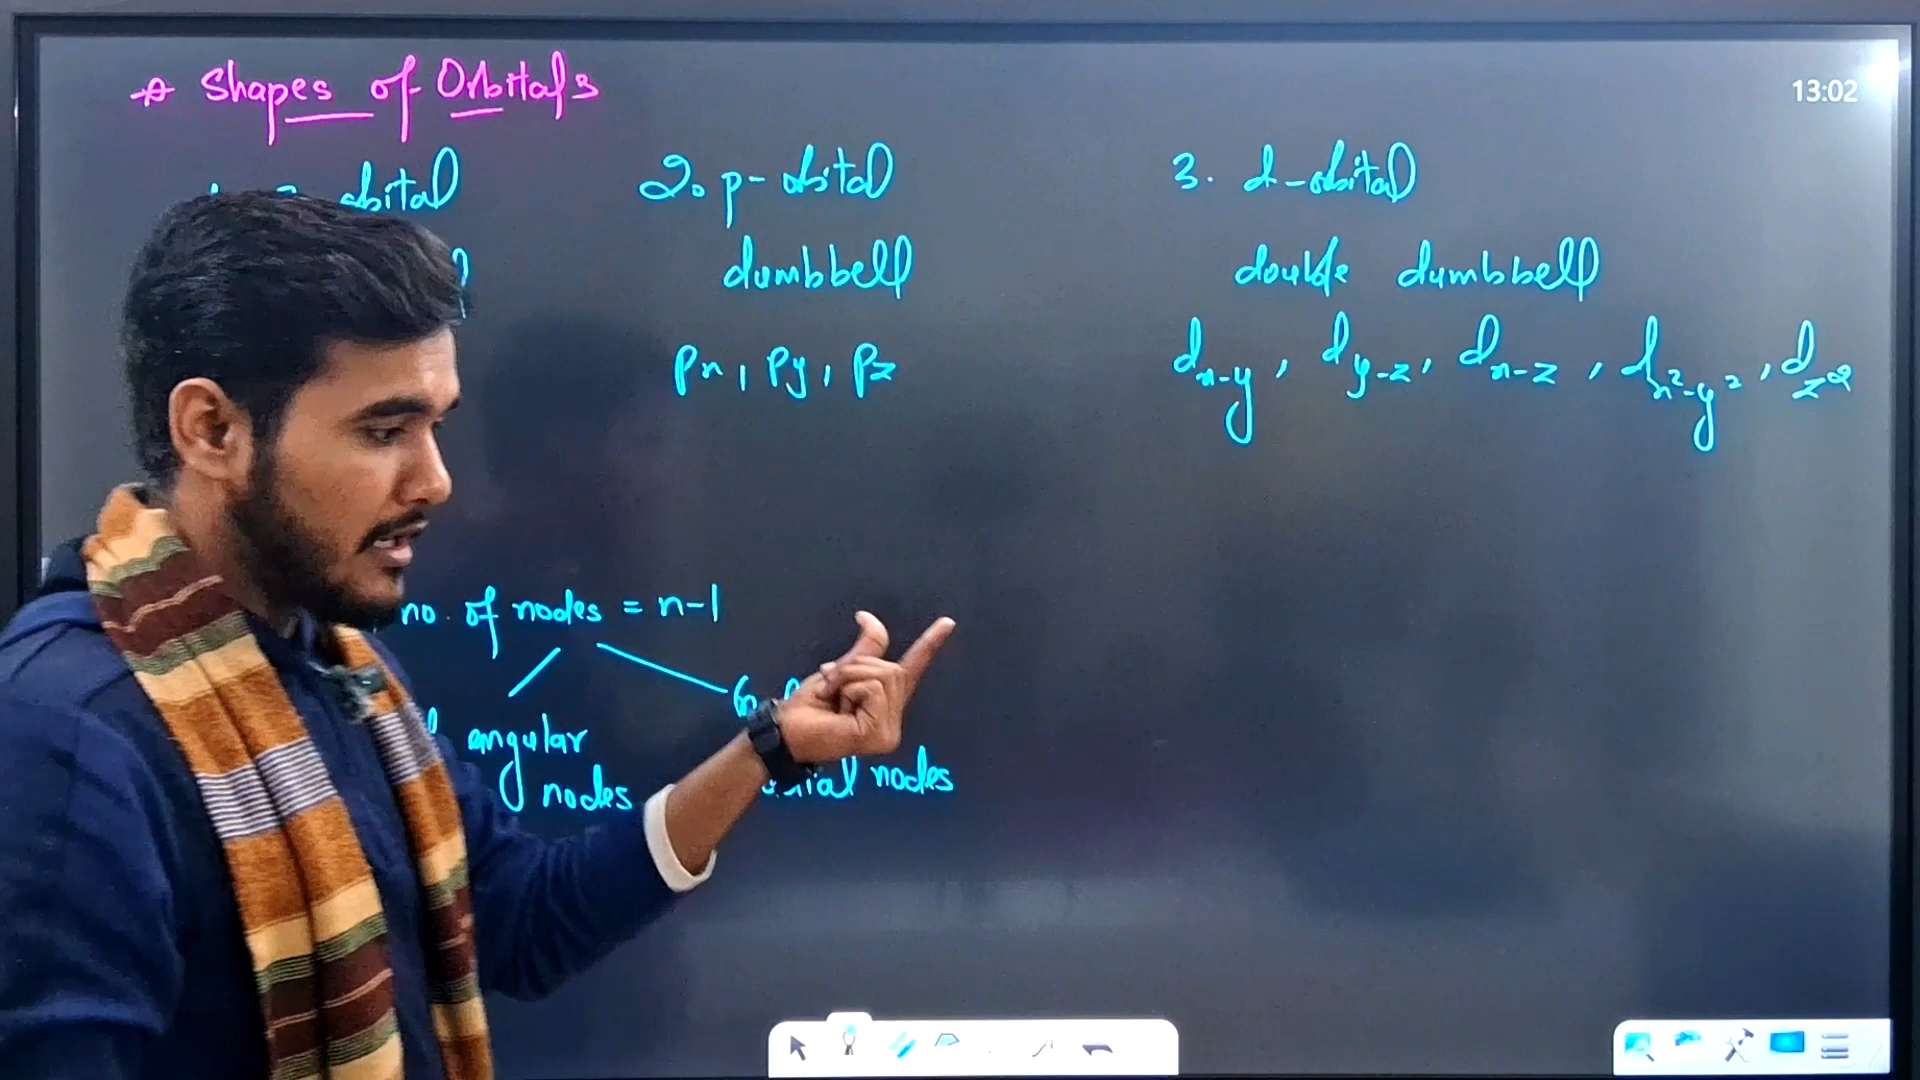 Shapes of Orbitals
13:02
orbital
2. p-orbital
dumbbell
px, py, pz
3. d-orbital
double dumbbell
dx-y, dy-z, dx-z, dx²-y², dz²
no. of nodes = n-1
angular
nodes
nodes